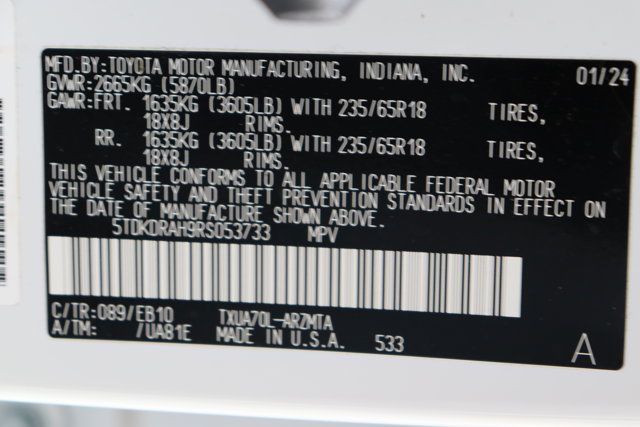 MFD.BY:TOYOTA MOTOR MANUFACTURING, INDIANA, INC. 01/24
GVWR:2665KG (5870LB)
GAWR:FRT. 1635KG (3605LB) WITH 235/65R18 TIRES,
18X8J RIMS.
RR. 1635KG (3605LB) WITH 235/65R18 TIRES,
18X8J RIMS.
THIS VEHICLE CONFORMS TO ALL APPLICABLE FEDERAL MOTOR
VEHICLE SAFETY AND THEFT PREVENTION STANDARDS IN EFFECT ON
THE DATE OF MANUFACTURE SHOWN ABOVE.
5TDKDRAH9RS053733 MPV
C/TR:089/EB10 TXUA70L-ARZMTA
A/TM: /UA81E MADE IN U.S.A. 533 A